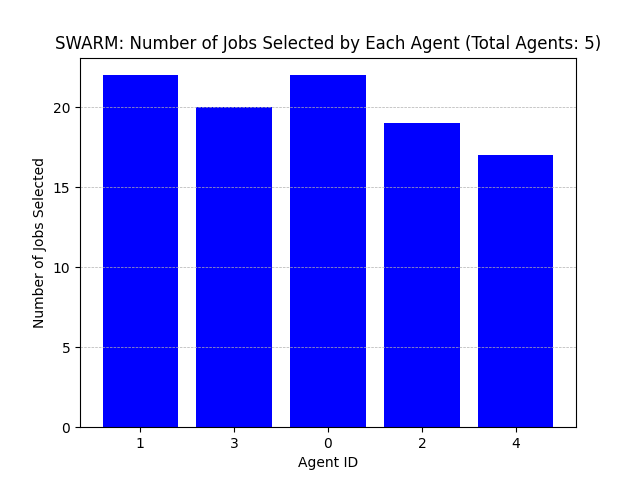 SWARM: Number of Jobs Selected by Each Agent (Total Agents: 5)
Number of Jobs Selected
20
15
10
5
0
1 3 0 2 4
Agent ID